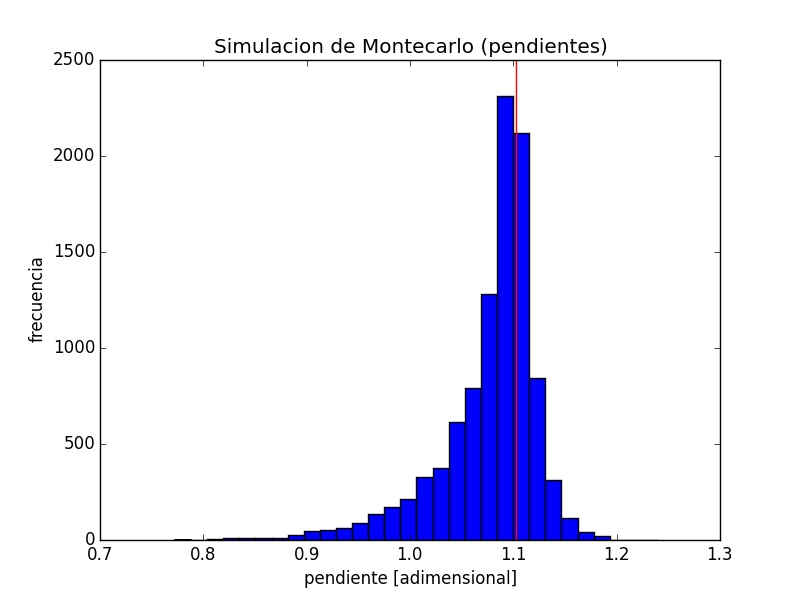 Simulacion de Montecarlo (pendientes)
2500
2000
1500
1000
500
0
frecuencia
0.7 0.8 0.9 1.0 1.1 1.2 1.3
pendiente [adimensional]